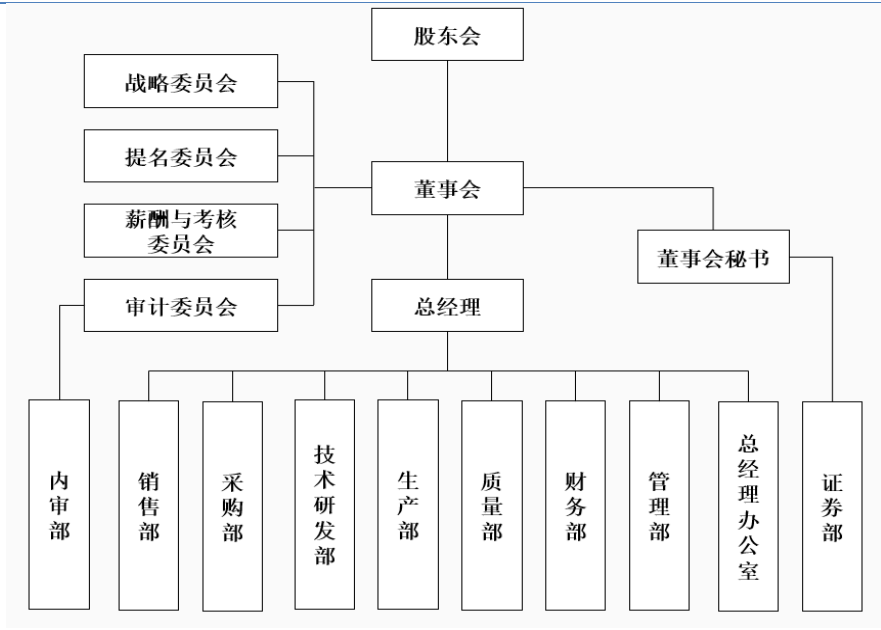 股东会
战略委员会
提名委员会
董事会
薪酬与考核
委员会
董事会秘书
审计委员会
总经理
内审部
销售部
采购部
技术研发部
生产部
质量部
财务部
管理部
总经理办公室
证券部